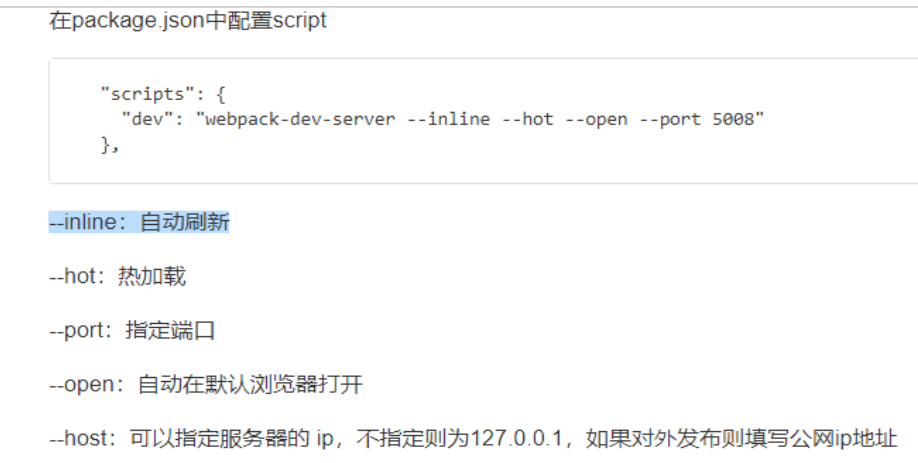 在package.json中配置script
"scripts": {
"dev": "webpack-dev-server --inline --hot --open --port 5008"
},
--inline：自动刷新
--hot：热加载
--port：指定端口
--open：自动在默认浏览器打开
--host：可以指定服务器的 ip，不指定则为127.0.0.1，如果对外发布则填写公网ip地址